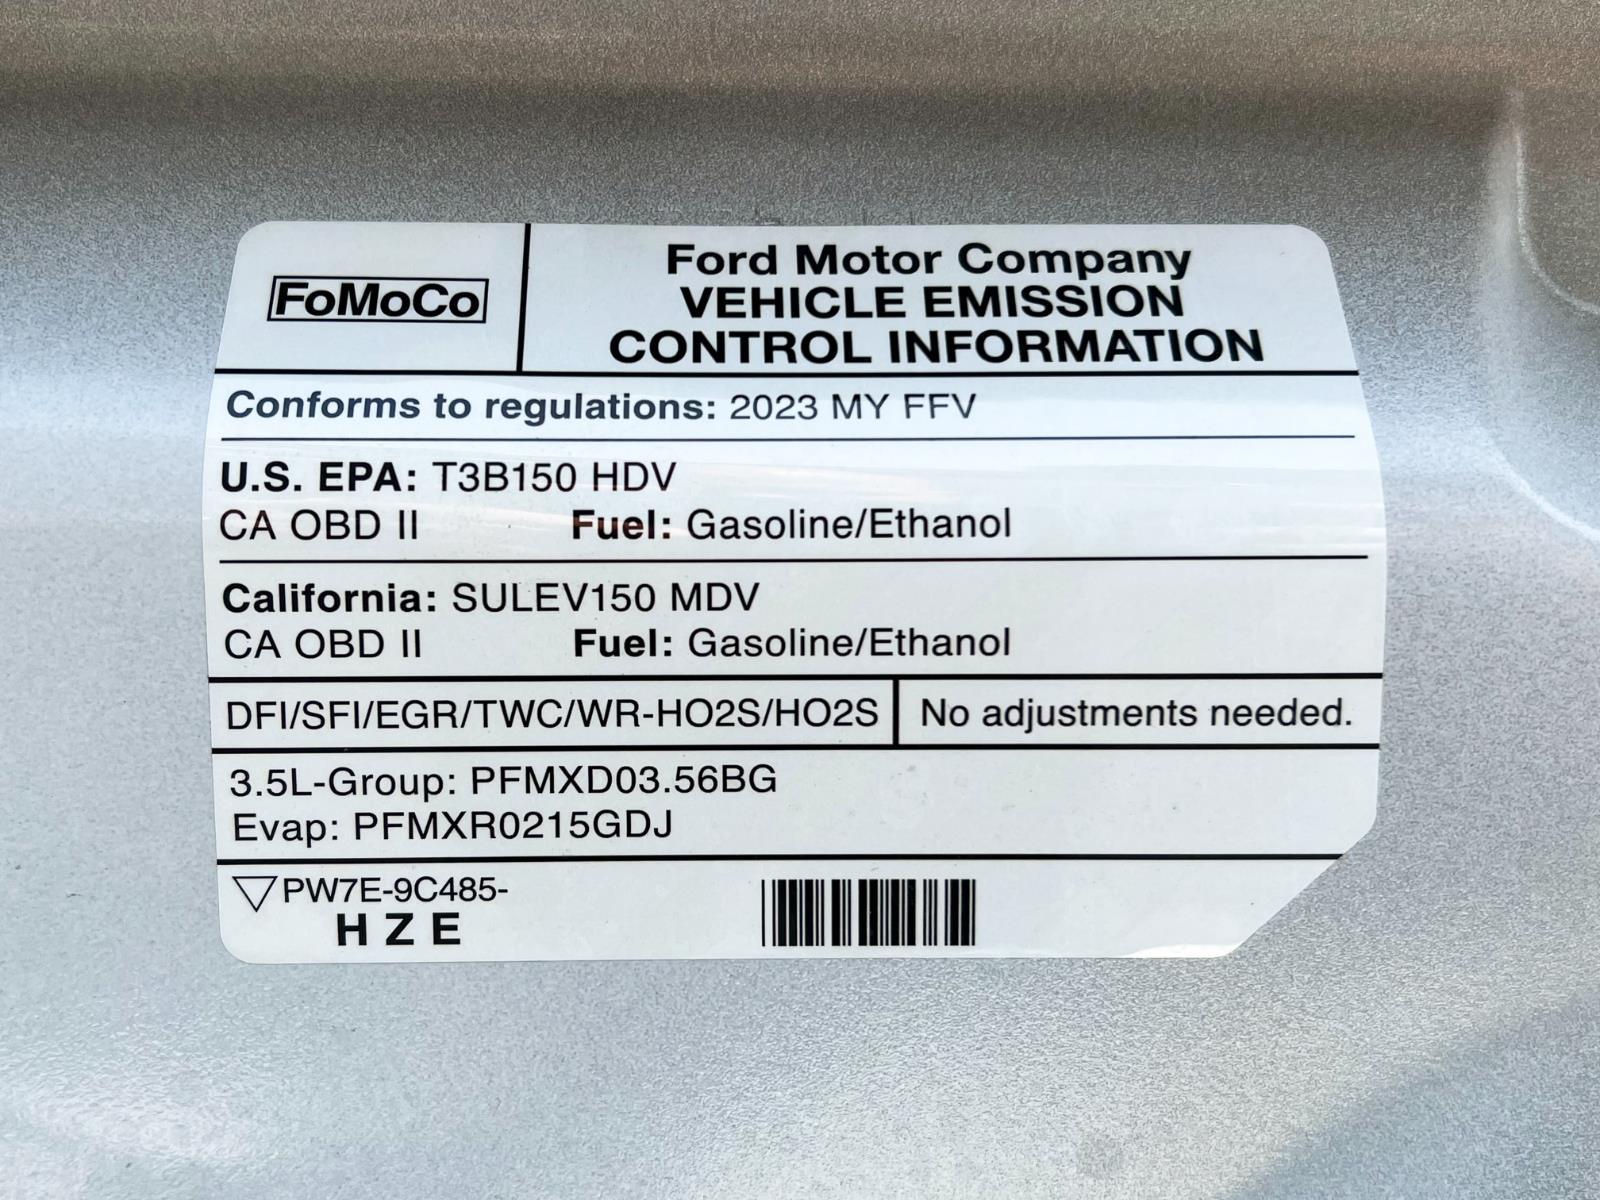 FoMoCo
Ford Motor Company
VEHICLE EMISSION
CONTROL INFORMATION
Conforms to regulations: 2023 MY FFV
U.S. EPA: T3B150 HDV
CA OBD II Fuel: Gasoline/Ethanol
California: SULEV150 MDV
CA OBD II Fuel: Gasoline/Ethanol
DFI/SFI/EGR/TWC/WR-HO2S/HO2S No adjustments needed.
3.5L-Group: PFMXD03.56BG
Evap: PFMXR0215GDJ
PW7E-9C485-
HZE